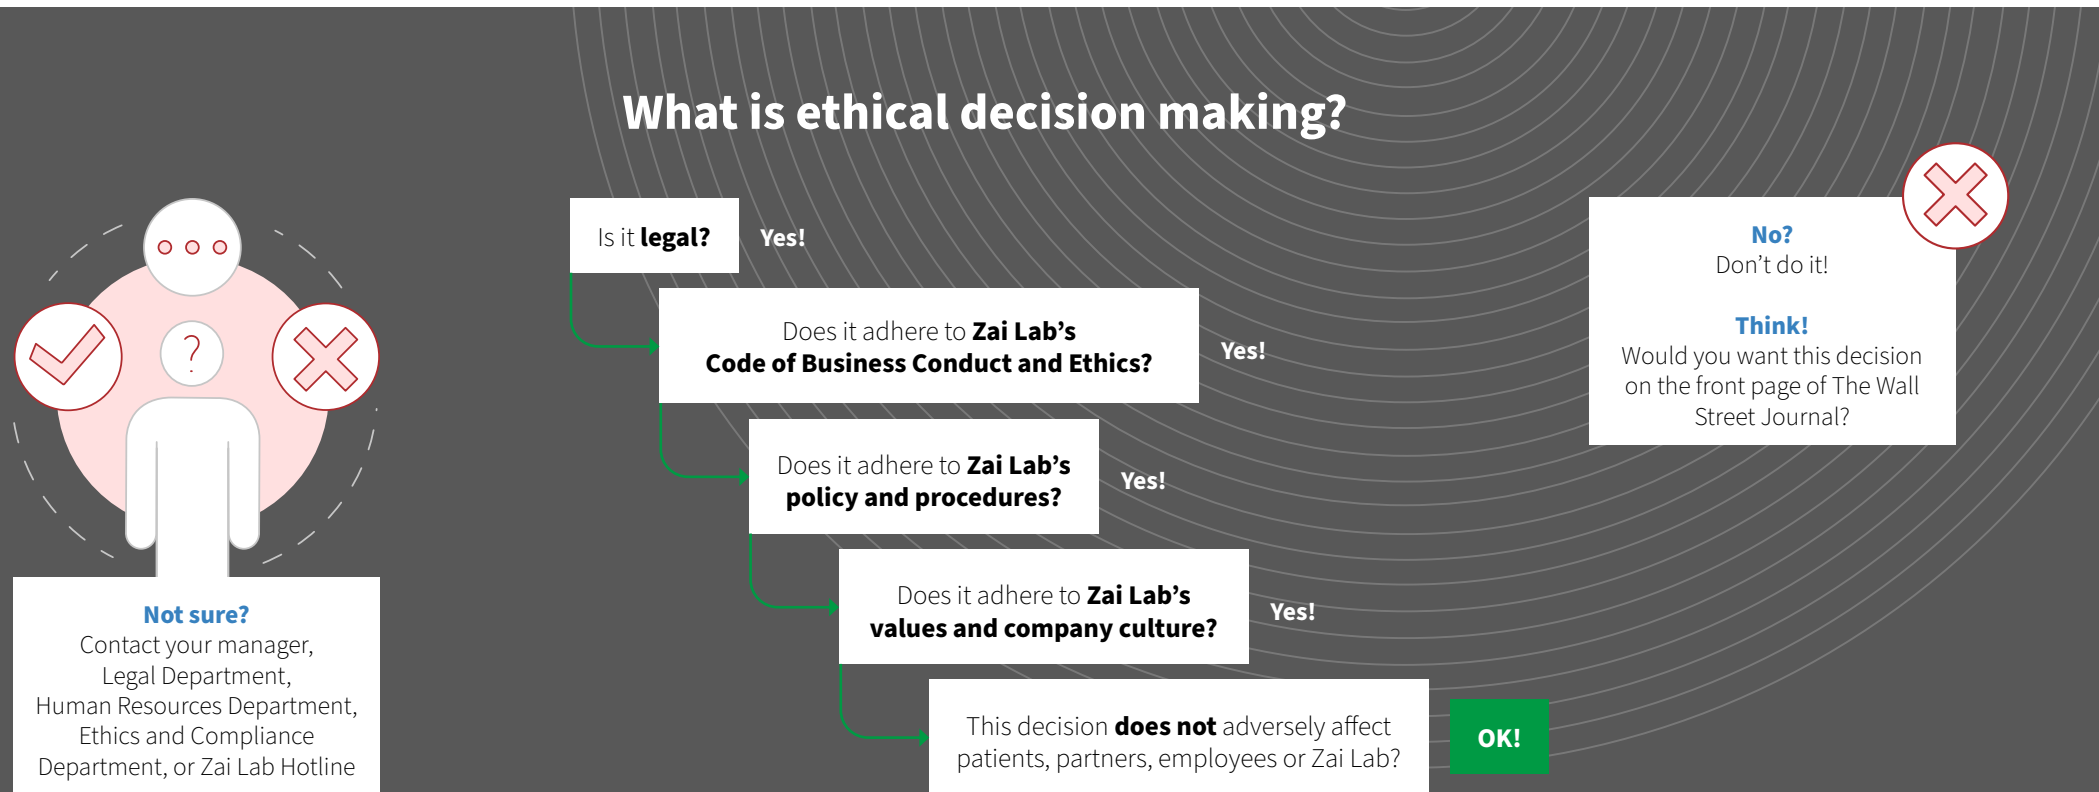 What is ethical decision making?
Is it legal?
Yes!
Does it adhere to Zai Lab’s
Code of Business Conduct and Ethics?
Yes!
Does it adhere to Zai Lab’s
policy and procedures?
Yes!
Does it adhere to Zai Lab’s
values and company culture?
Yes!
This decision does not adversely affect
patients, partners, employees or Zai Lab?
OK!
No?
Don’t do it!
Think!
Would you want this decision
on the front page of The Wall
Street Journal?
?
Not sure?
Contact your manager,
Legal Department,
Human Resources Department,
Ethics and Compliance
Department, or Zai Lab Hotline